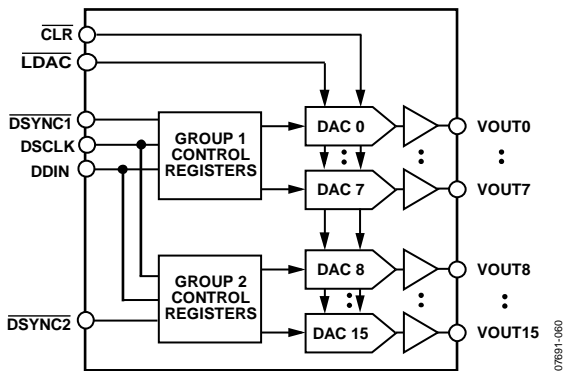 CLR
LDAC
DSYNC1
DSCLK
DDIN
GROUP 1
CONTROL
REGISTERS
DAC 0
VOUT0
DAC 7
VOUT7
GROUP 2
CONTROL
REGISTERS
DSYNC2
DAC 8
VOUT8
DAC 15
VOUT15
07691-060